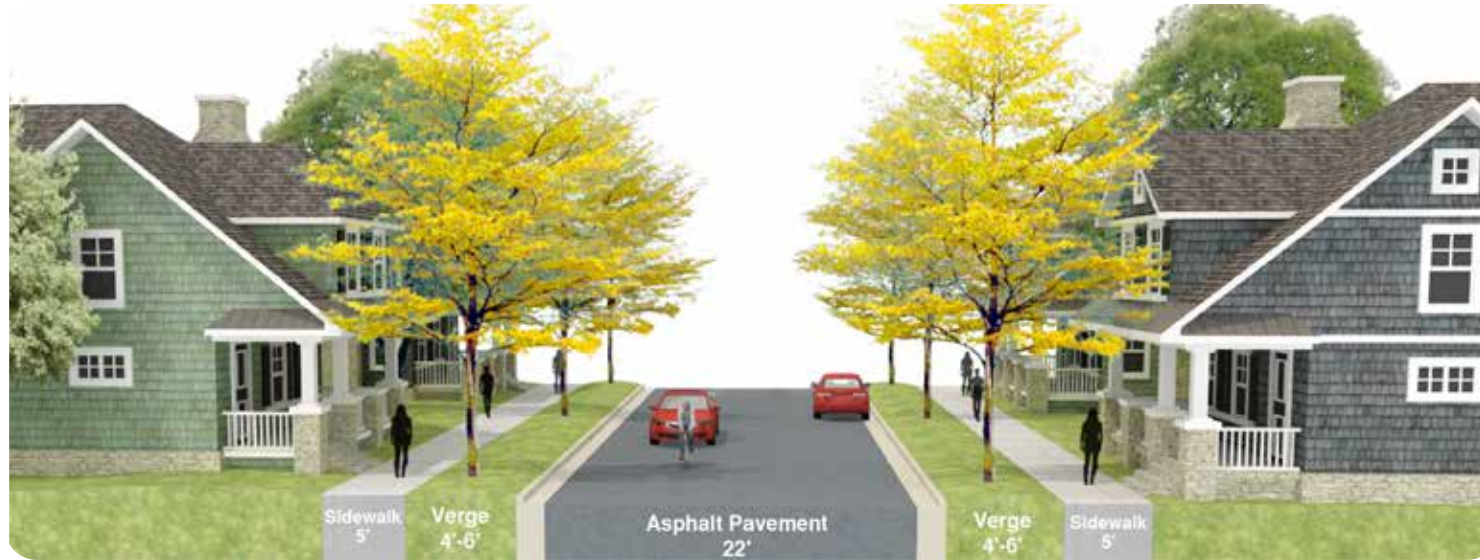 Sidewalk
5'
Verge
4'-6'
Asphalt Pavement
22'
Verge
4'-6'
Sidewalk
5'